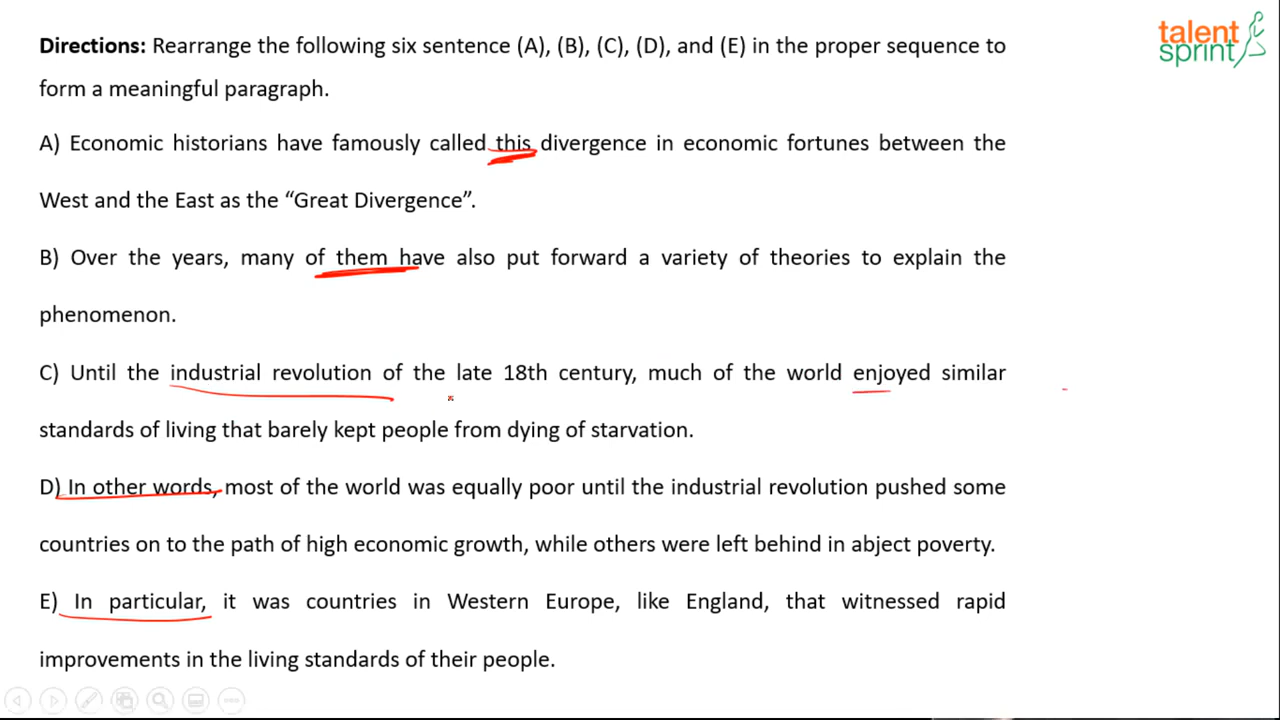 talent
sprint
Directions: Rearrange the following six sentence (A), (B), (C), (D), and (E) in the proper sequence to
form a meaningful paragraph.
A) Economic historians have famously called this divergence in economic fortunes between the
West and the East as the “Great Divergence”.
B) Over the years, many of them have also put forward a variety of theories to explain the
phenomenon.
C) Until the industrial revolution of the late 18th century, much of the world enjoyed similar
standards of living that barely kept people from dying of starvation.
D) In other words, most of the world was equally poor until the industrial revolution pushed some
countries on to the path of high economic growth, while others were left behind in abject poverty.
E) In particular, it was countries in Western Europe, like England, that witnessed rapid
improvements in the living standards of their people.